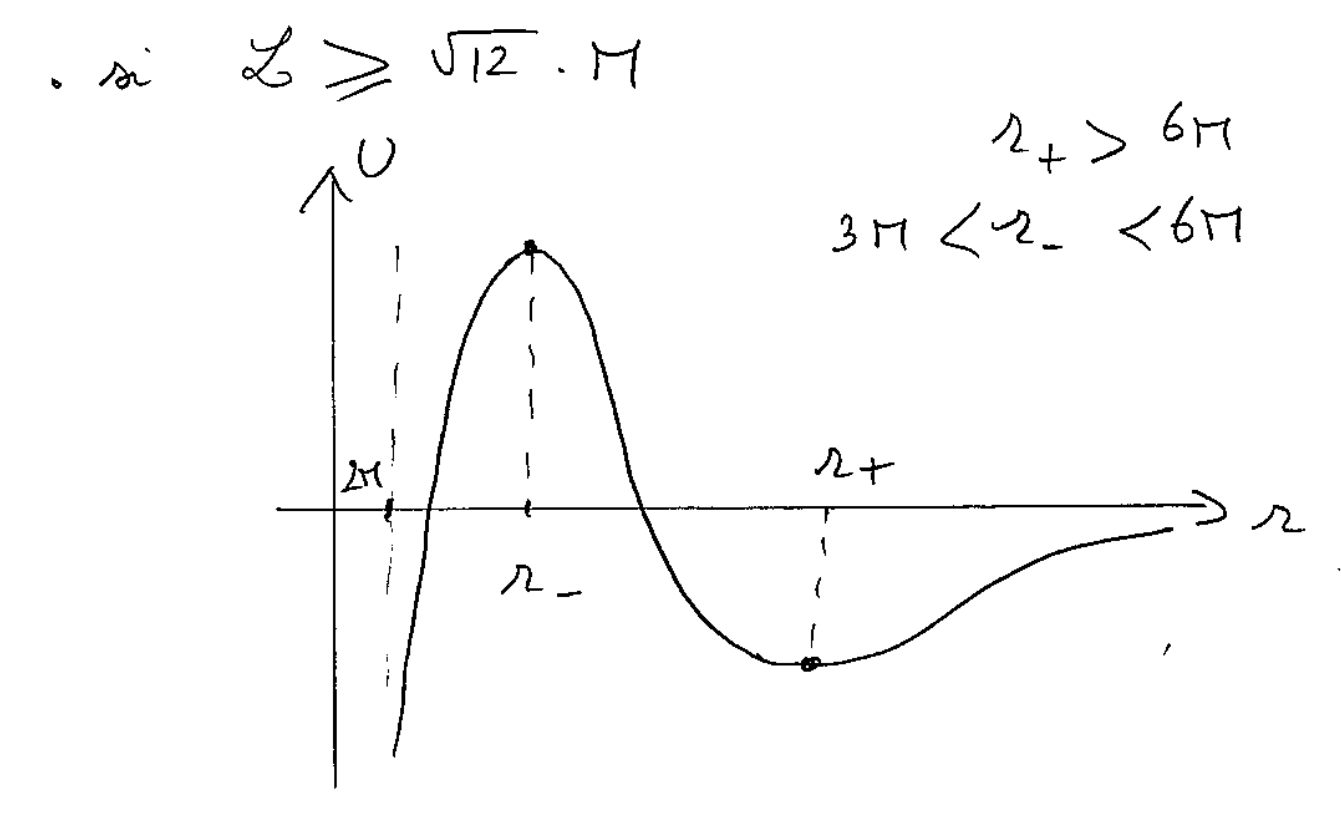 . si L ≥ √12 . M
U
r₊ > 6M
3M < r₋ < 6M
2M
r₊
r
r₋